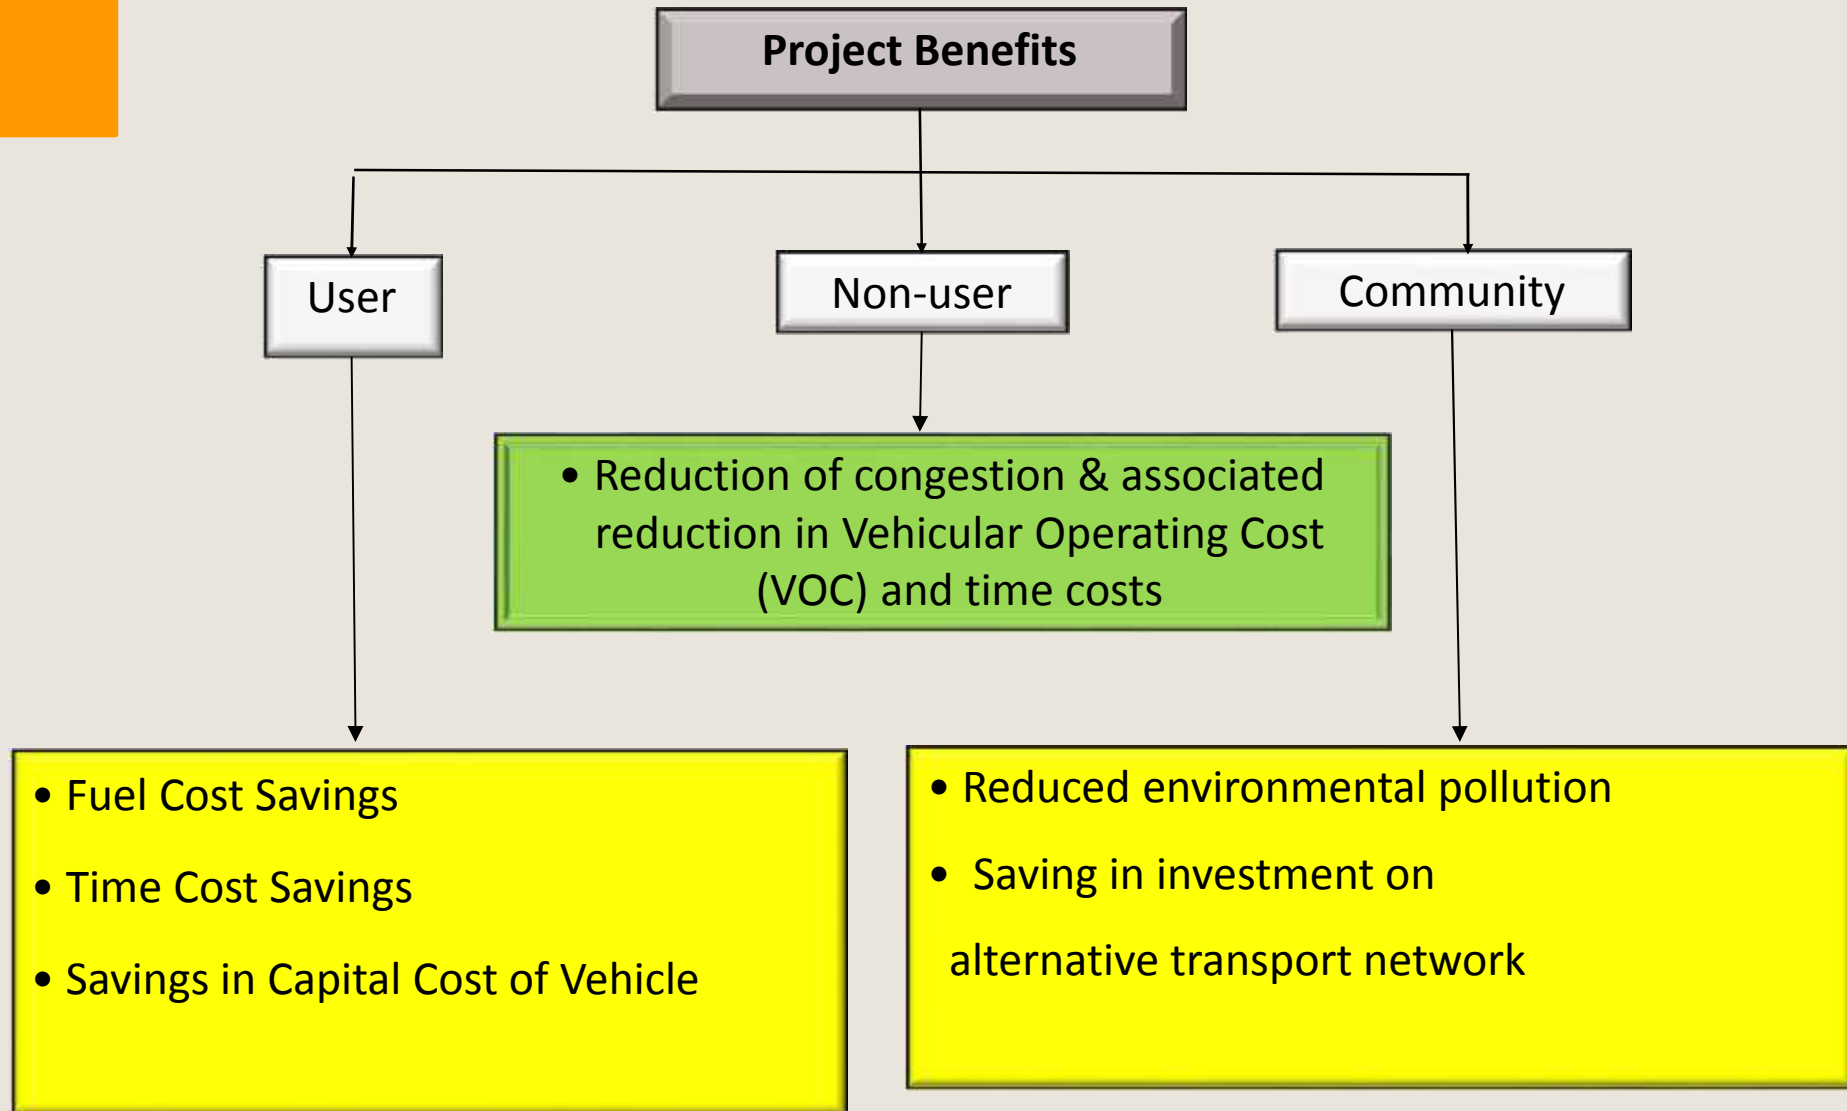 Project Benefits
User
Non-user
Community
• Reduction of congestion & associated
reduction in Vehicular Operating Cost
(VOC) and time costs
• Fuel Cost Savings
• Time Cost Savings
• Savings in Capital Cost of Vehicle
• Reduced environmental pollution
• Saving in investment on
alternative transport network